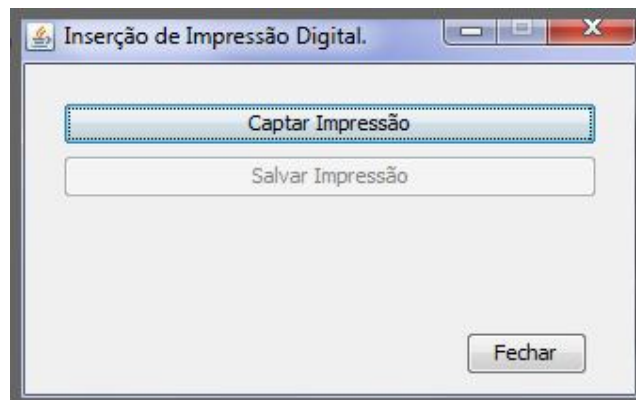 Inserção de Impressão Digital.
Captar Impressão
Salvar Impressão
Fechar